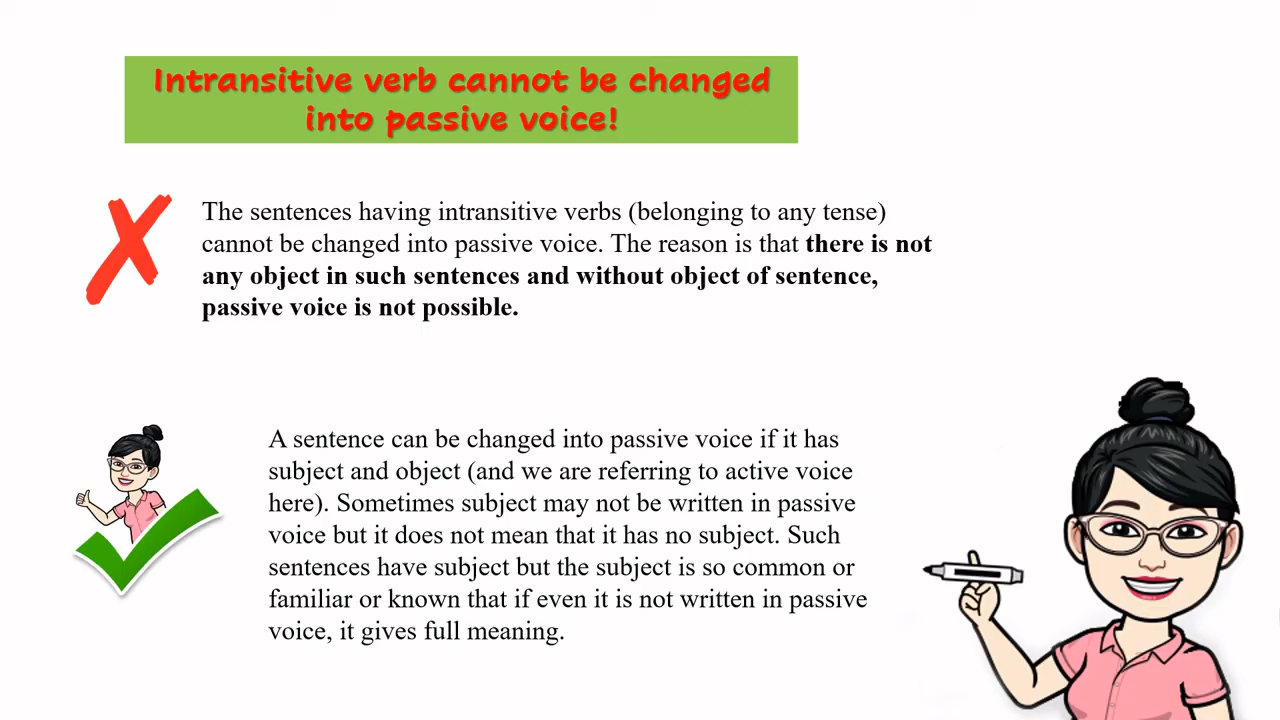 Intransitive verb cannot be changed
into passive voice!
The sentences having intransitive verbs (belonging to any tense)
cannot be changed into passive voice. The reason is that there is not
any object in such sentences and without object of sentence,
passive voice is not possible.
A sentence can be changed into passive voice if it has
subject and object (and we are referring to active voice
here). Sometimes subject may not be written in passive
voice but it does not mean that it has no subject. Such
sentences have subject but the subject is so common or
familiar or known that if even it is not written in passive
voice, it gives full meaning.